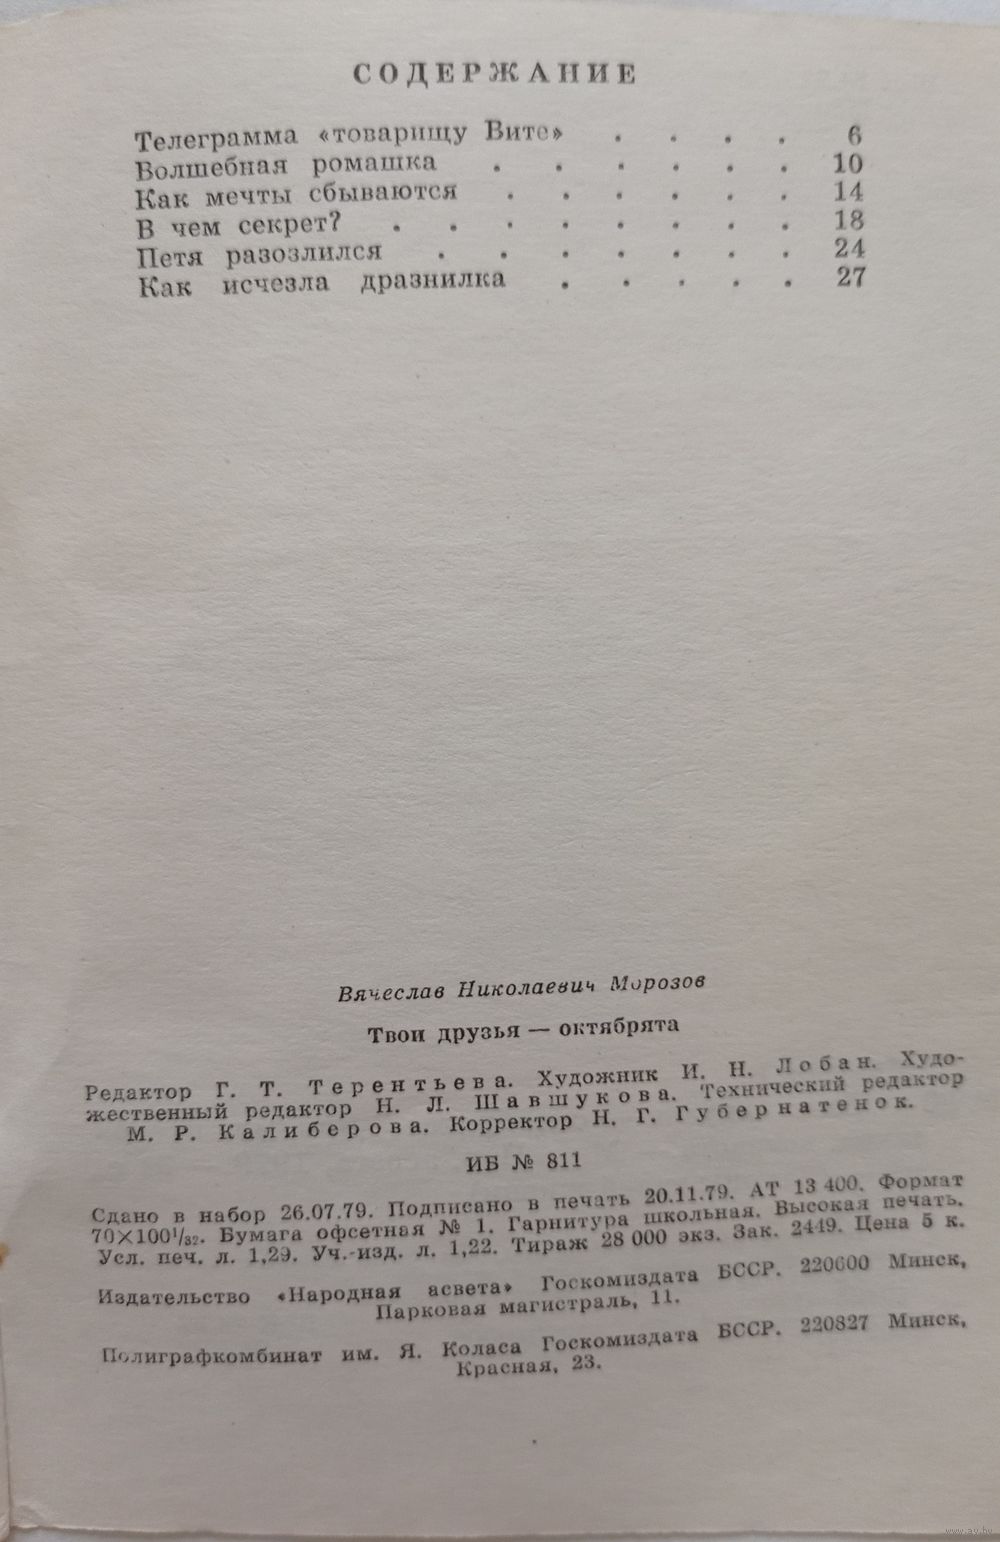 СОДЕРЖАНИЕ
Телеграмма «товарищу Вите» . . . . 6
Волшебная ромашка . . . . . . 10
Как мечты сбываются . . . . . . 14
В чем секрет? . . . . . . . . 18
Петя разозлился . . . . . . . 24
Как исчезла дразнилка . . . . . 27
Вячеслав Николаевич Морозов
Твои друзья — октябрята
Редактор Г. Т. Терентьева. Художник И. Н. Лобан. Худо-
жественный редактор Н. Л. Шавшукова. Технический редактор
М. Р. Калиберова. Корректор Н. Г. Губернатенок.
ИБ № 811
Сдано в набор 26.07.79. Подписано в печать 20.11.79. АТ 13 400. Формат
70×100¹/₃₂. Бумага офсетная № 1. Гарнитура школьная. Высокая печать.
Усл. печ. л. 1,29. Уч.-изд. л. 1,22. Тираж 28 000 экз. Зак. 2449. Цена 5 к.
Издательство «Народная асвета» Госкомиздата БССР. 220600 Минск,
Парковая магистраль, 11.
Полиграфкомбинат им. Я. Коласа Госкомиздата БССР. 220827 Минск,
Красная, 23.
www.ay.by